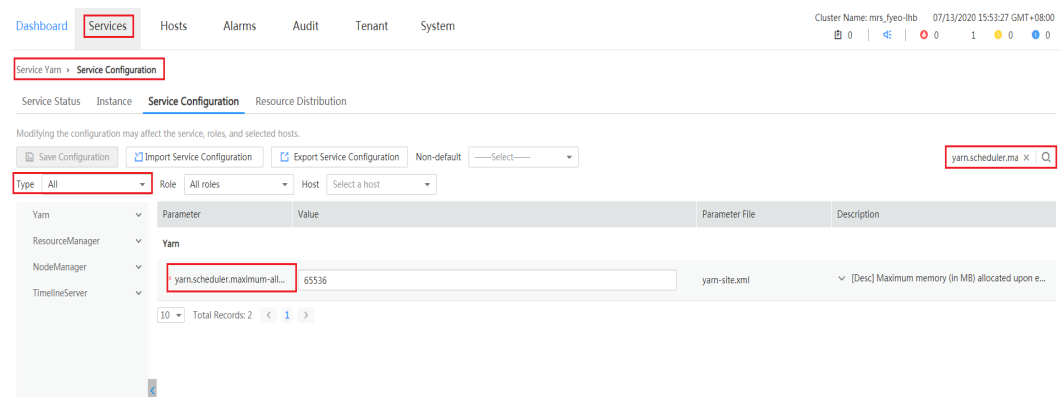 Cluster Name: mrs_fyeo-lhb 07/13/2020 15:53:27 GMT+08:00
Dashboard Services Hosts Alarms Audit Tenant System
0 0 1 0 0
Service Yarn › Service Configuration
Service Status Instance Service Configuration Resource Distribution
Modifying the configuration may affect the service, roles, and selected hosts.
Save Configuration Import Service Configuration Export Service Configuration Non-default ——Select—— yarn.scheduler.ma ×
Type All Role All roles Host Select a host
Yarn
ResourceManager
NodeManager
TimelineServer
Parameter Value Parameter File Description
Yarn
* yarn.scheduler.maximum-all... 65536 yarn-site.xml [Desc] Maximum memory (in MB) allocated upon e...
10 Total Records: 2 < 1 >